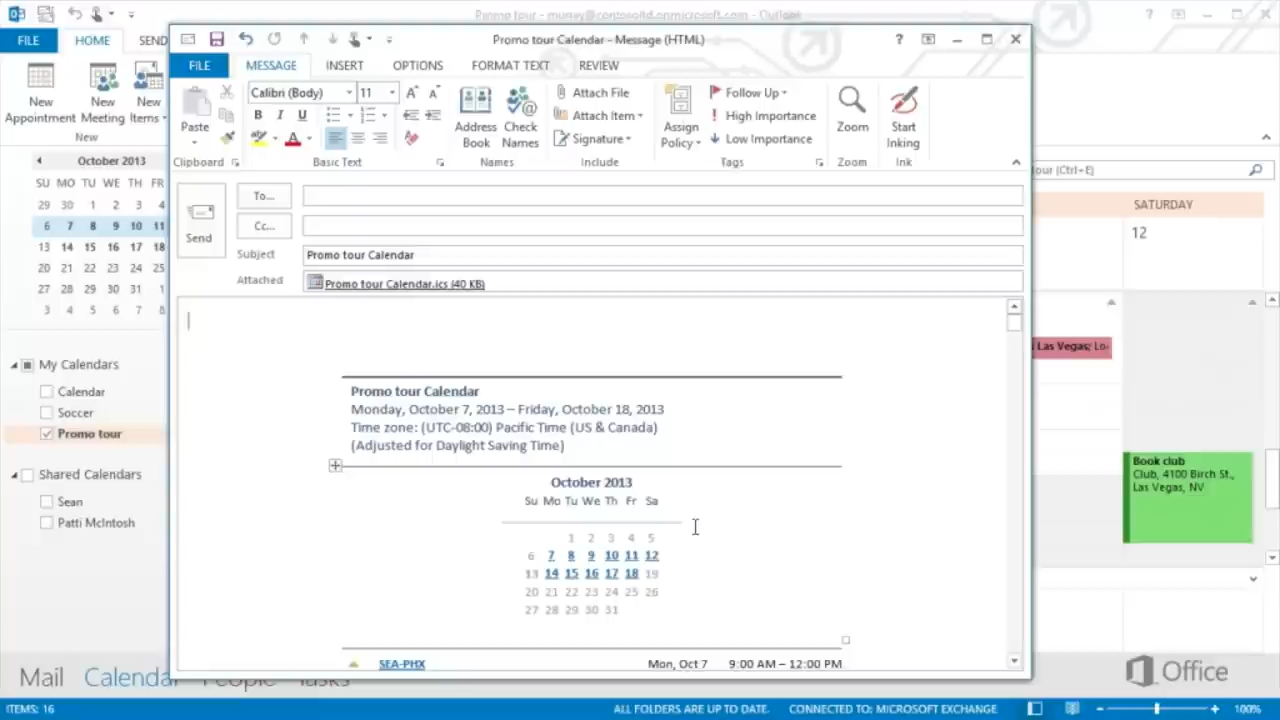 Promo tour - murray@contosoltd.onmicrosoft.com - Outlook
Promo tour Calendar - Message (HTML)
FILE HOME SEND
FILE MESSAGE INSERT OPTIONS FORMAT TEXT REVIEW
New Appointment
New Meeting
New Items
New
Paste
Clipboard
Calibri (Body) 11
B I U
Basic Text
Address Book
Check Names
Names
Attach File
Attach Item
Signature
Include
Assign Policy
Follow Up
High Importance
Low Importance
Tags
Zoom
Zoom
Start Inking
Ink
October 2013
SU MO TU WE TH FR
29 30 1 2 3 4
6 7 8 9 10 11
13 14 15 16 17 18
20 21 22 23 24 25
27 28 29 30 31 1
3 4 5 6 7 8
My Calendars
Calendar
Soccer
Promo tour
Shared Calendars
Sean
Patti McIntosh
Send
To...
Cc...
Subject Promo tour Calendar
Attached Promo tour Calendar.ics (40 KB)
Promo tour Calendar
Monday, October 7, 2013 – Friday, October 18, 2013
Time zone: (UTC-08:00) Pacific Time (US & Canada)
(Adjusted for Daylight Saving Time)
October 2013
Su Mo Tu We Th Fr Sa
1 2 3 4 5
6 7 8 9 10 11 12
13 14 15 16 17 18 19
20 21 22 23 24 25 26
27 28 29 30 31
SEA-PHX Mon, Oct 7 9:00 AM – 12:00 PM
(Ctrl+E)
SATURDAY
12
Las Vegas; Lo-
Book club
Club, 4100 Birch St.,
Las Vegas, NV
Mail Calendar People Tasks
Office
ITEMS: 16 ALL FOLDERS ARE UP TO DATE. CONNECTED TO: MICROSOFT EXCHANGE 100%